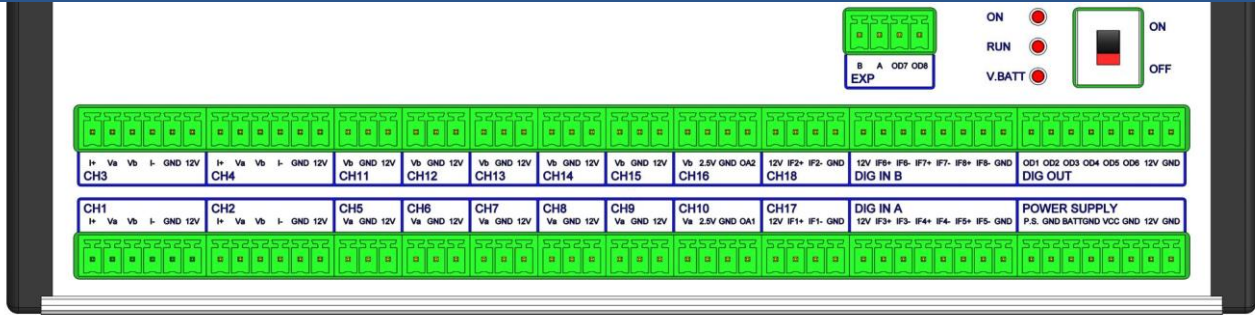 ON
RUN
V.BATT
ON
OFF
B A OD7 OD8
EXP
I+ Va Vb I- GND 12V
CH3
I+ Va Vb I- GND 12V
CH4
Vb GND 12V
CH11
Vb GND 12V
CH12
Vb GND 12V
CH13
Vb GND 12V
CH14
Vb GND 12V
CH15
Vb 2.5V GND OA2
CH16
12V IF2+ IF2- GND
CH18
12V IF6+ IF6- IF7+ IF7- IF8+ IF8- GND
DIG IN B
OD1 OD2 OD3 OD4 OD5 OD6 12V GND
DIG OUT
CH1
I+ Va Vb I- GND 12V
CH2
I+ Va Vb I- GND 12V
CH5
Va GND 12V
CH6
Va GND 12V
CH7
Va GND 12V
CH8
Va GND 12V
CH9
Va GND 12V
CH10
Va 2.5V GND OA1
CH17
12V IF1+ IF1- GND
DIG IN A
12V IF3+ IF3- IF4+ IF4- IF5+ IF5- GND
POWER SUPPLY
P.S. GND BATTGND VCC GND 12V GND